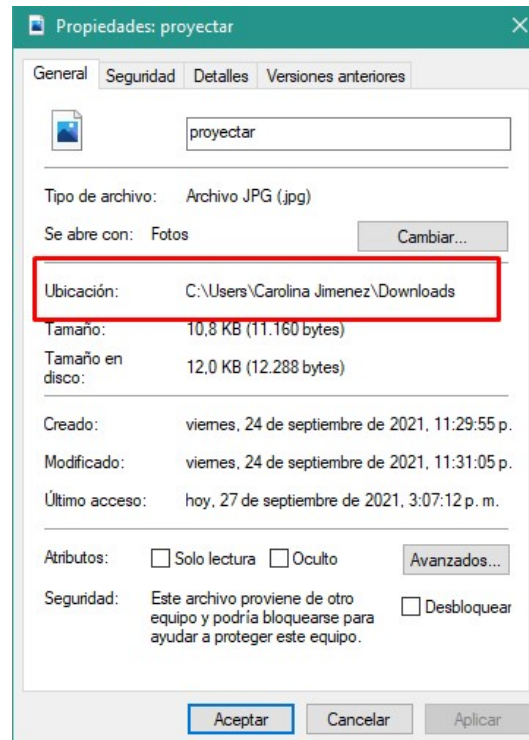 Propiedades: proyectar
General Seguridad Detalles Versiones anteriores
proyectar
Tipo de archivo: Archivo JPG (.jpg)
Se abre con: Fotos Cambiar...
Ubicación: C:\Users\Carolina Jimenez\Downloads
Tamaño: 10,8 KB (11.160 bytes)
Tamaño en
disco: 12,0 KB (12.288 bytes)
Creado: viernes, 24 de septiembre de 2021, 11:29:55 p.
Modificado: viernes, 24 de septiembre de 2021, 11:31:05 p.
Último acceso: hoy, 27 de septiembre de 2021, 3:07:12 p. m.
Atributos: Solo lectura Oculto Avanzados...
Seguridad: Este archivo proviene de otro
equipo y podría bloquearse para
ayudar a proteger este equipo.
Desbloquear
Aceptar Cancelar Aplicar